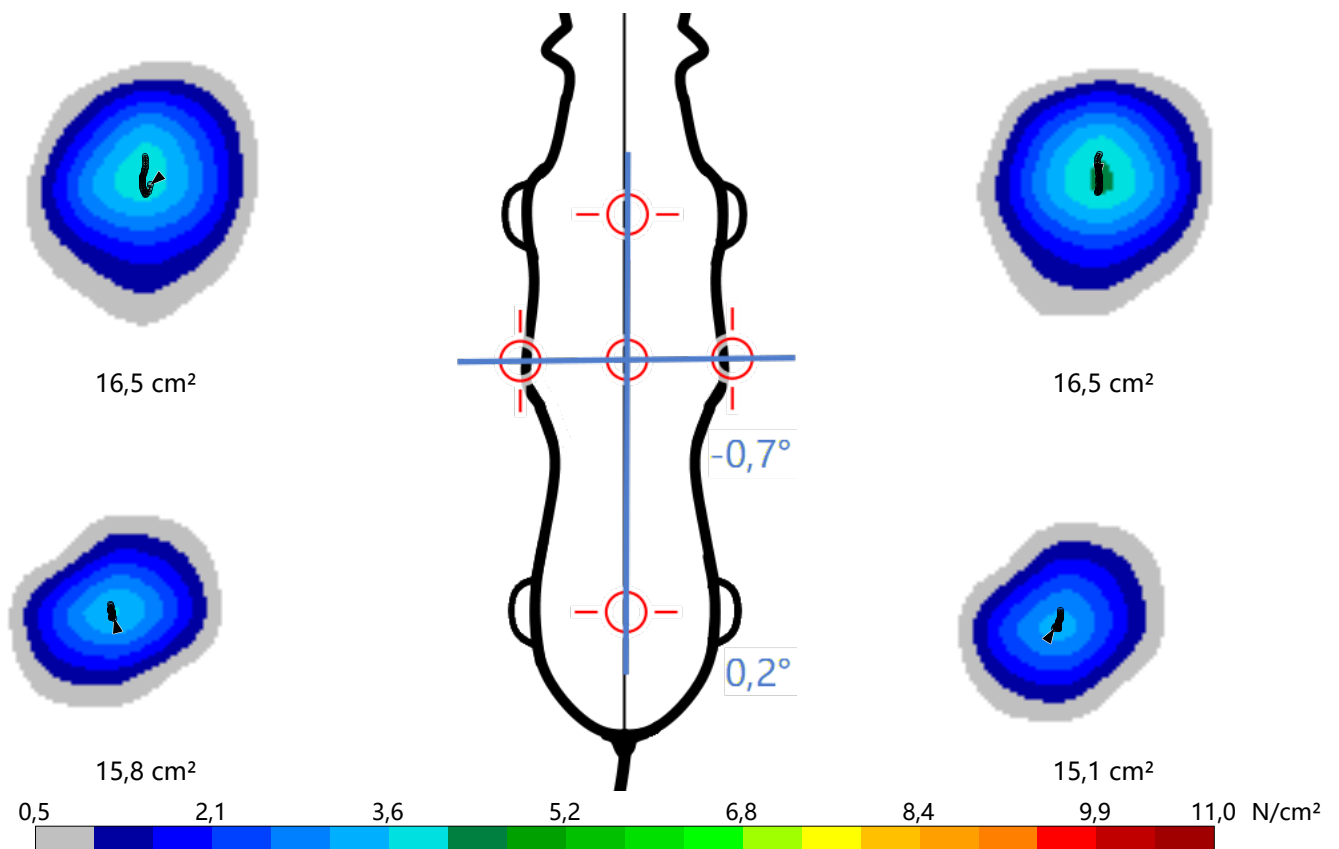 16,5 cm²
16,5 cm²
-0,7°
0,2°
15,8 cm²
15,1 cm²
0,5 2,1 3,6 5,2 6,8 8,4 9,9 11,0 N/cm²